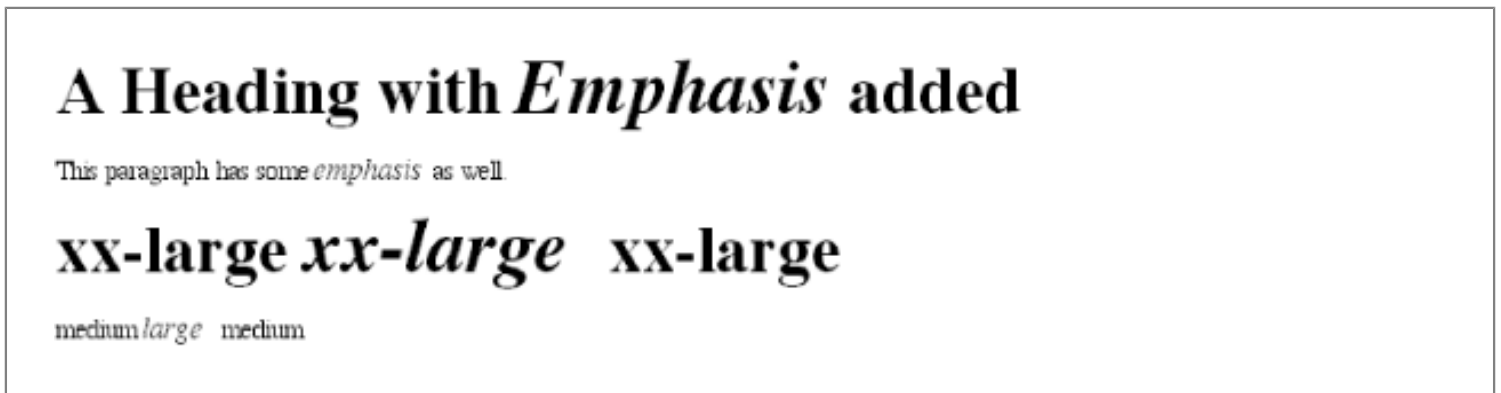 A Heading with Emphasis added
This paragraph has some emphasis as well.
xx-large xx-large xx-large
medium large medium